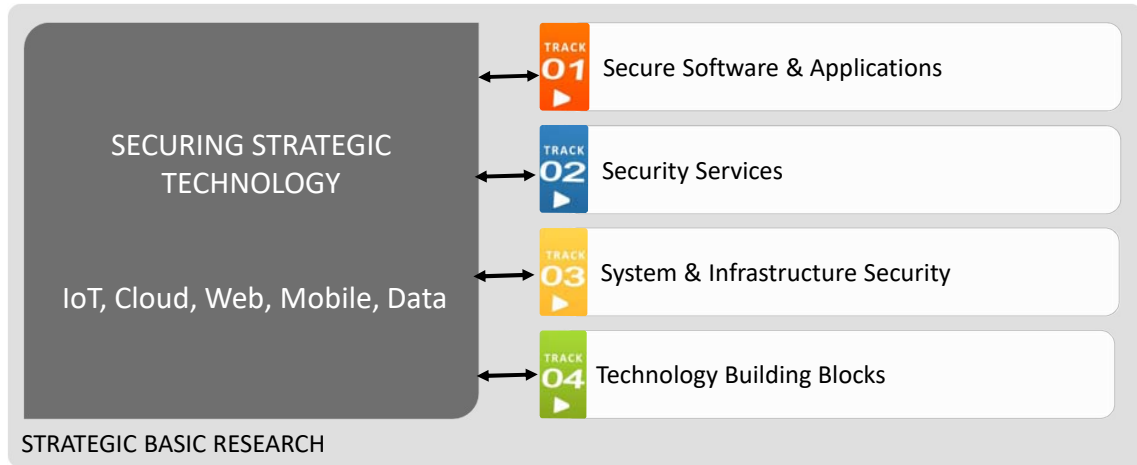 SECURING STRATEGIC
TECHNOLOGY
IoT, Cloud, Web, Mobile, Data
TRACK
01
Secure Software & Applications
TRACK
02
Security Services
TRACK
03
System & Infrastructure Security
TRACK
04
Technology Building Blocks
STRATEGIC BASIC RESEARCH